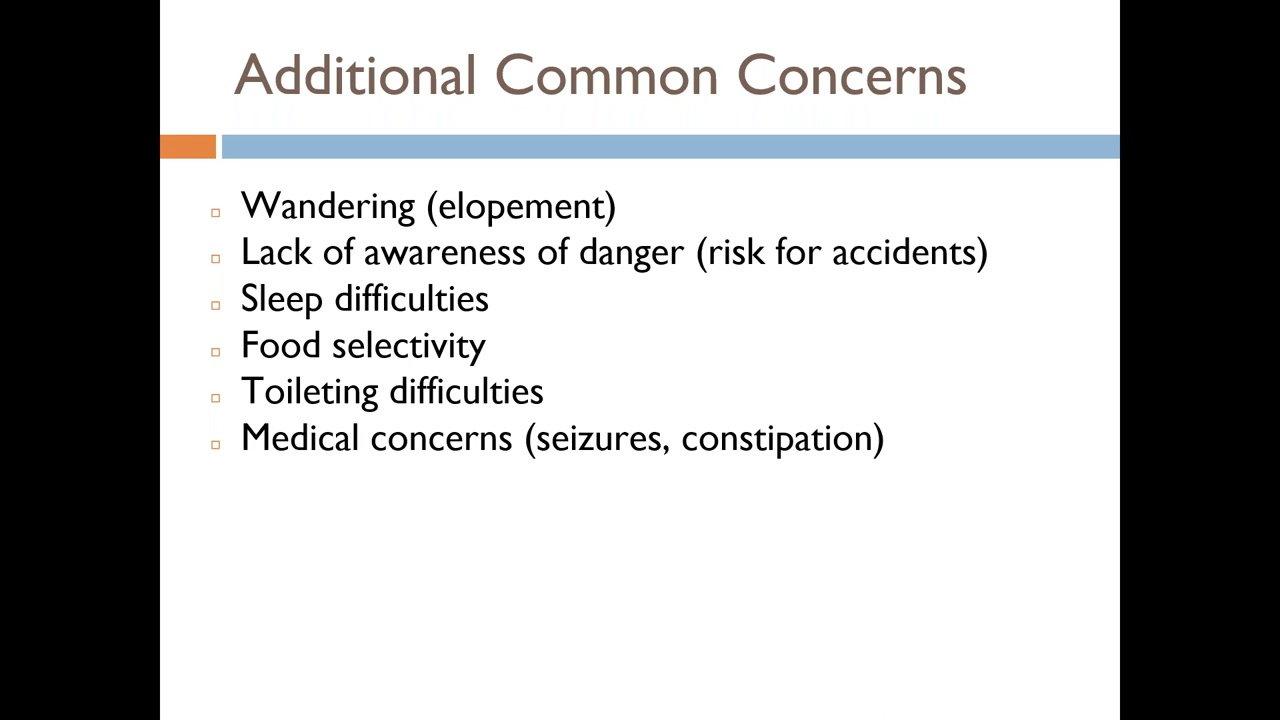 Additional Common Concerns
Wandering (elopement)
Lack of awareness of danger (risk for accidents)
Sleep difficulties
Food selectivity
Toileting difficulties
Medical concerns (seizures, constipation)